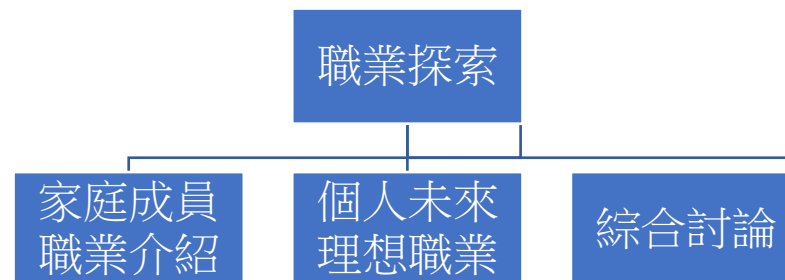 職業探索
家庭成員
職業介紹
個人未來
理想職業
綜合討論